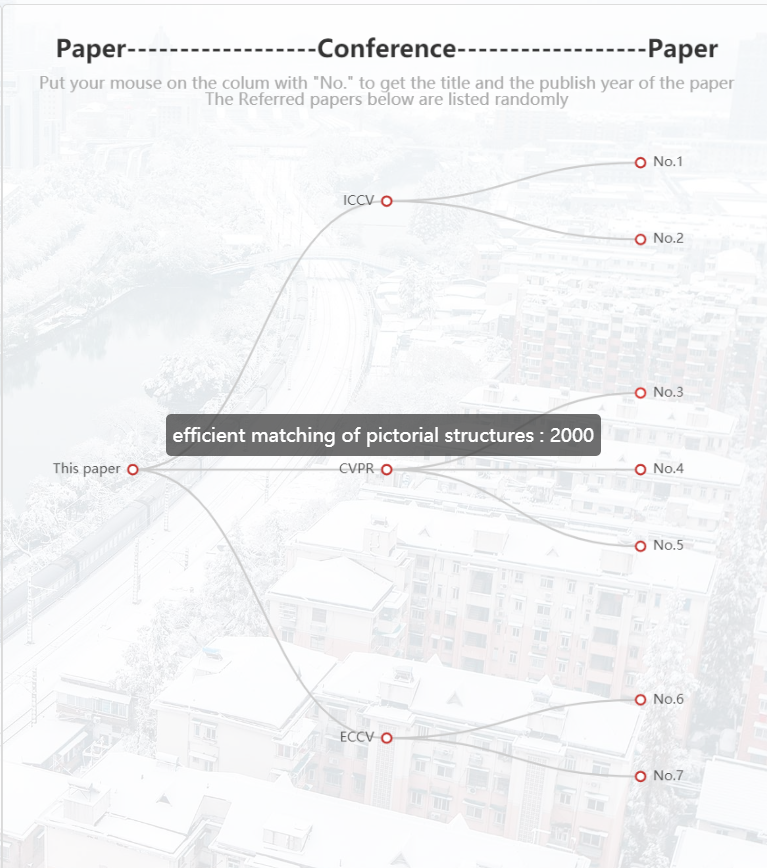 Paper------------------Conference------------------Paper
Put your mouse on the colum with "No." to get the title and the publish year of the paper
The Referred papers below are listed randomly
No.1
ICCV
No.2
No.3
efficient matching of pictorial structures : 2000
This paper
CVPR
No.4
No.5
No.6
ECCV
No.7